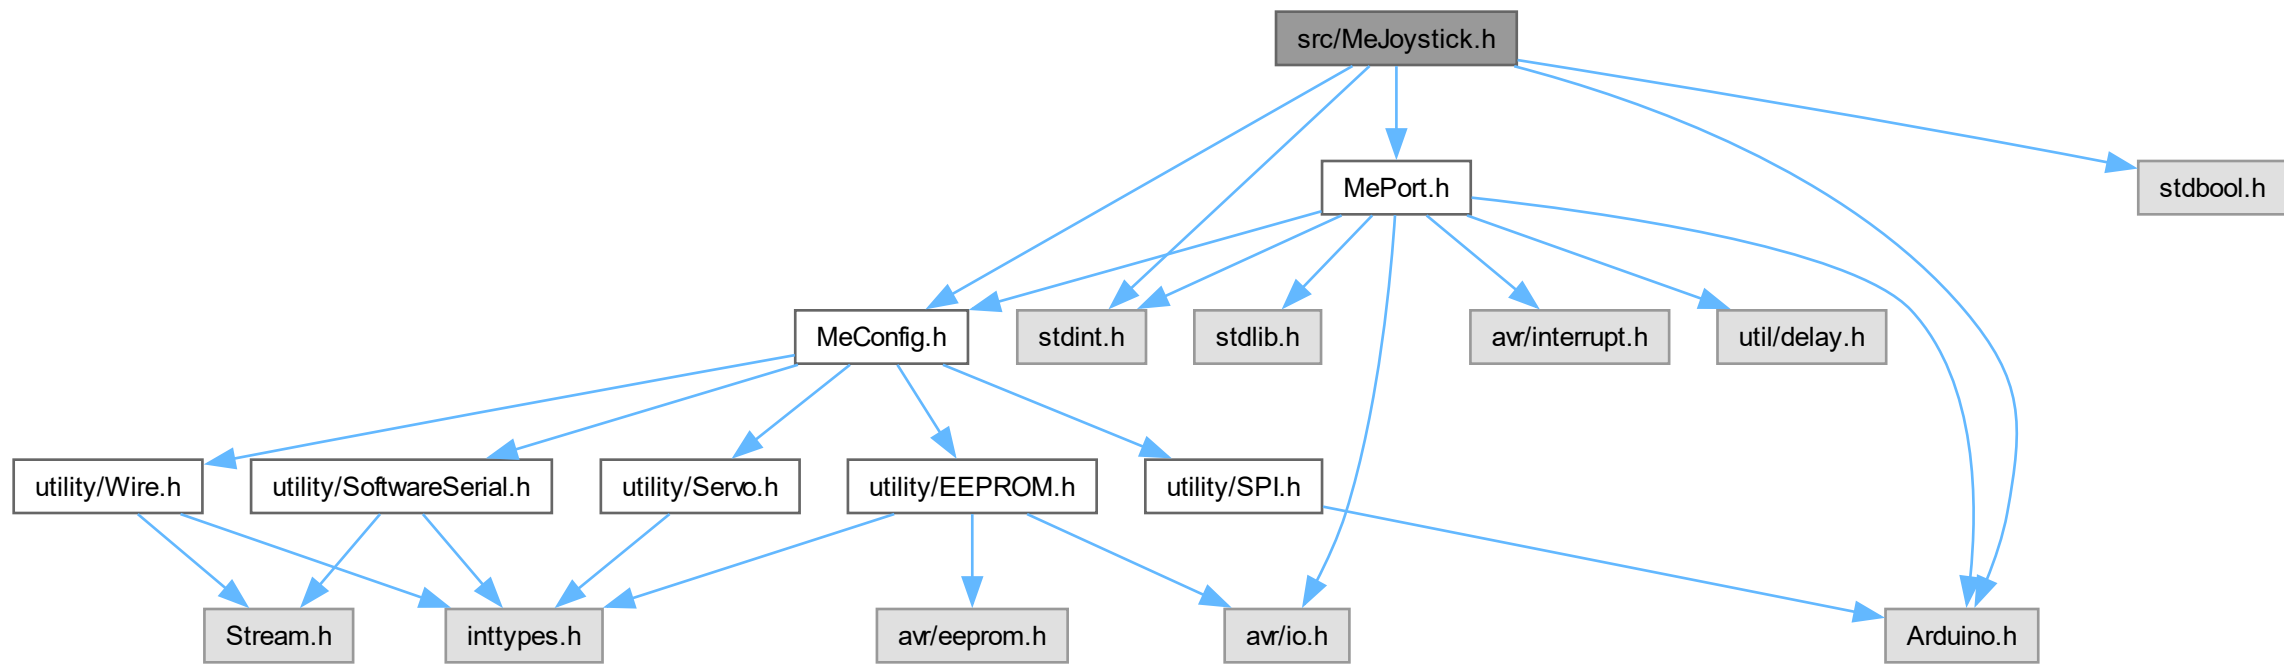 src/MeJoystick.h
MePort.h
stdbool.h
MeConfig.h
stdint.h
stdlib.h
avr/interrupt.h
util/delay.h
utility/Wire.h
utility/SoftwareSerial.h
utility/Servo.h
utility/EEPROM.h
utility/SPI.h
Stream.h
inttypes.h
avr/eeprom.h
avr/io.h
Arduino.h